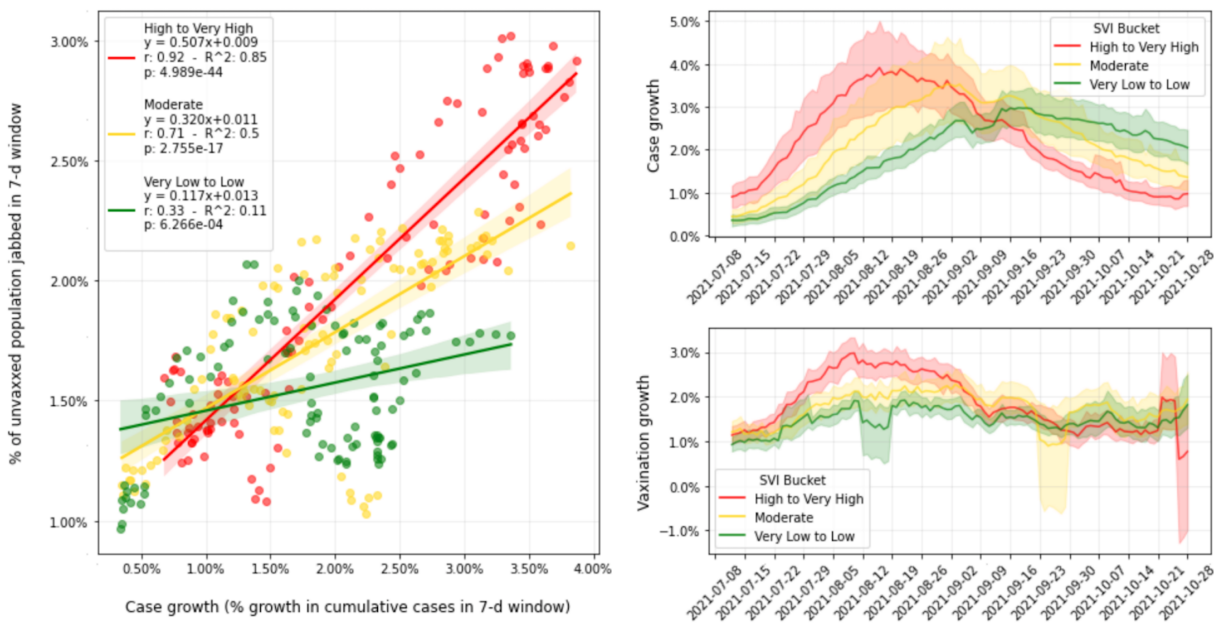 High to Very High
y = 0.507x+0.009
r: 0.92 - R^2: 0.85
p: 4.989e-44
Moderate
y = 0.320x+0.011
r: 0.71 - R^2: 0.5
p: 2.755e-17
Very Low to Low
y = 0.117x+0.013
r: 0.33 - R^2: 0.11
p: 6.266e-04
% of unvaxxed population jabbed in 7-d window
3.00%
2.50%
2.00%
1.50%
1.00%
0.50%
1.00%
1.50%
2.00%
2.50%
3.00%
3.50%
4.00%
Case growth (% growth in cumulative cases in 7-d window)
Case growth
5.0%
4.0%
3.0%
2.0%
1.0%
0.0%
SVI Bucket
High to Very High
Moderate
Very Low to Low
2021-07-08
2021-07-15
2021-07-22
2021-07-29
2021-08-05
2021-08-12
2021-08-19
2021-08-26
2021-09-02
2021-09-09
2021-09-16
2021-09-23
2021-09-30
2021-10-07
2021-10-14
2021-10-21
2021-10-28
Vaxination growth
3.0%
2.0%
1.0%
0.0%
−1.0%
SVI Bucket
High to Very High
Moderate
Very Low to Low
2021-07-08
2021-07-15
2021-07-22
2021-07-29
2021-08-05
2021-08-12
2021-08-19
2021-08-26
2021-09-02
2021-09-09
2021-09-16
2021-09-23
2021-09-30
2021-10-07
2021-10-14
2021-10-21
2021-10-28